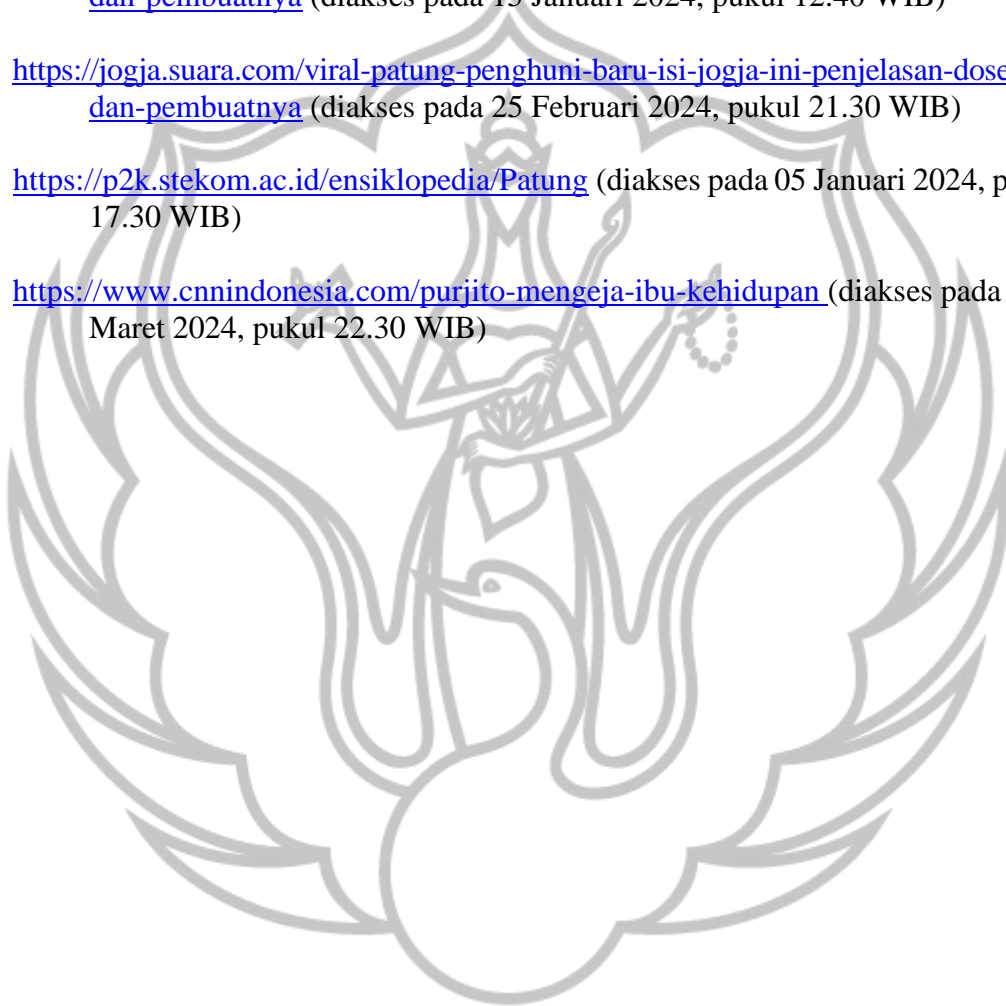 dan-pembuatnya (diakses pada 15 Januari 2024, pukul 12.40 WIB)
https://jogja.suara.com/viral-patung-penghuni-baru-isi-jogja-ini-penjelasan-dose
dan-pembuatnya (diakses pada 25 Februari 2024, pukul 21.30 WIB)
https://p2k.stekom.ac.id/ensiklopedia/Patung (diakses pada 05 Januari 2024, p
17.30 WIB)
https://www.cnnindonesia.com/purjito-mengeja-ibu-kehidupan (diakses pada
Maret 2024, pukul 22.30 WIB)